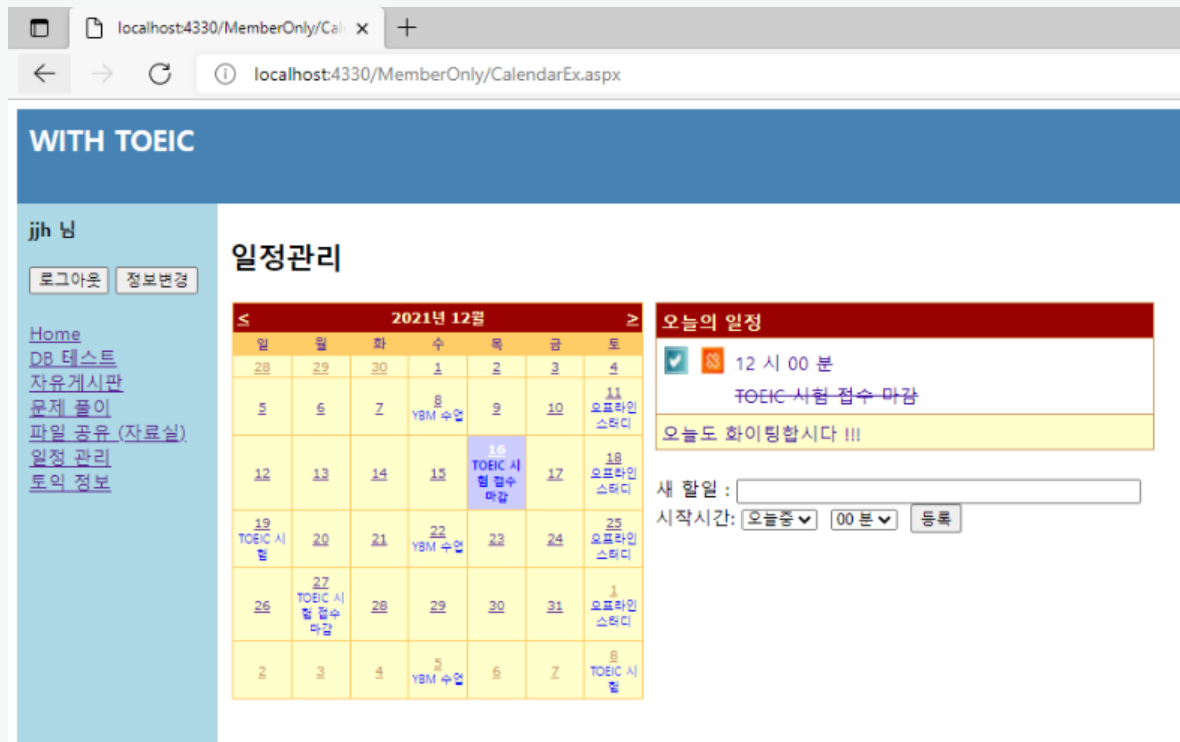 localhost:4330/MemberOnly/Cal
localhost:4330/MemberOnly/CalendarEx.aspx
WITH TOEIC
jjh 님
로그아웃 정보변경
Home
DB 테스트
자유게시판
문제 풀이
파일 공유 (자료실)
일정 관리
토익 정보
일정관리
< 2021년 12월 >
일 월 화 수 목 금 토
28 29 30 1 2 3 4
5 6 7 8 9 10 11
YBM 수업 오프라인
스터디
12 13 14 15 16 17 18
TOEIC 시 오프라인
험 접수 스터디
마감
19 20 21 22 23 24 25
TOEIC 시 YBM 수업 오프라인
험 스터디
26 27 28 29 30 31 1
TOEIC 시 오프라인
험 접수 스터디
마감
2 3 4 5 6 7 8
YBM 수업 TOEIC 시
험
오늘의 일정
12 시 00 분
TOEIC 시험 접수 마감
오늘도 화이팅합시다 !!!
새 할일 :
시작시간: 오늘중 00 분 등록